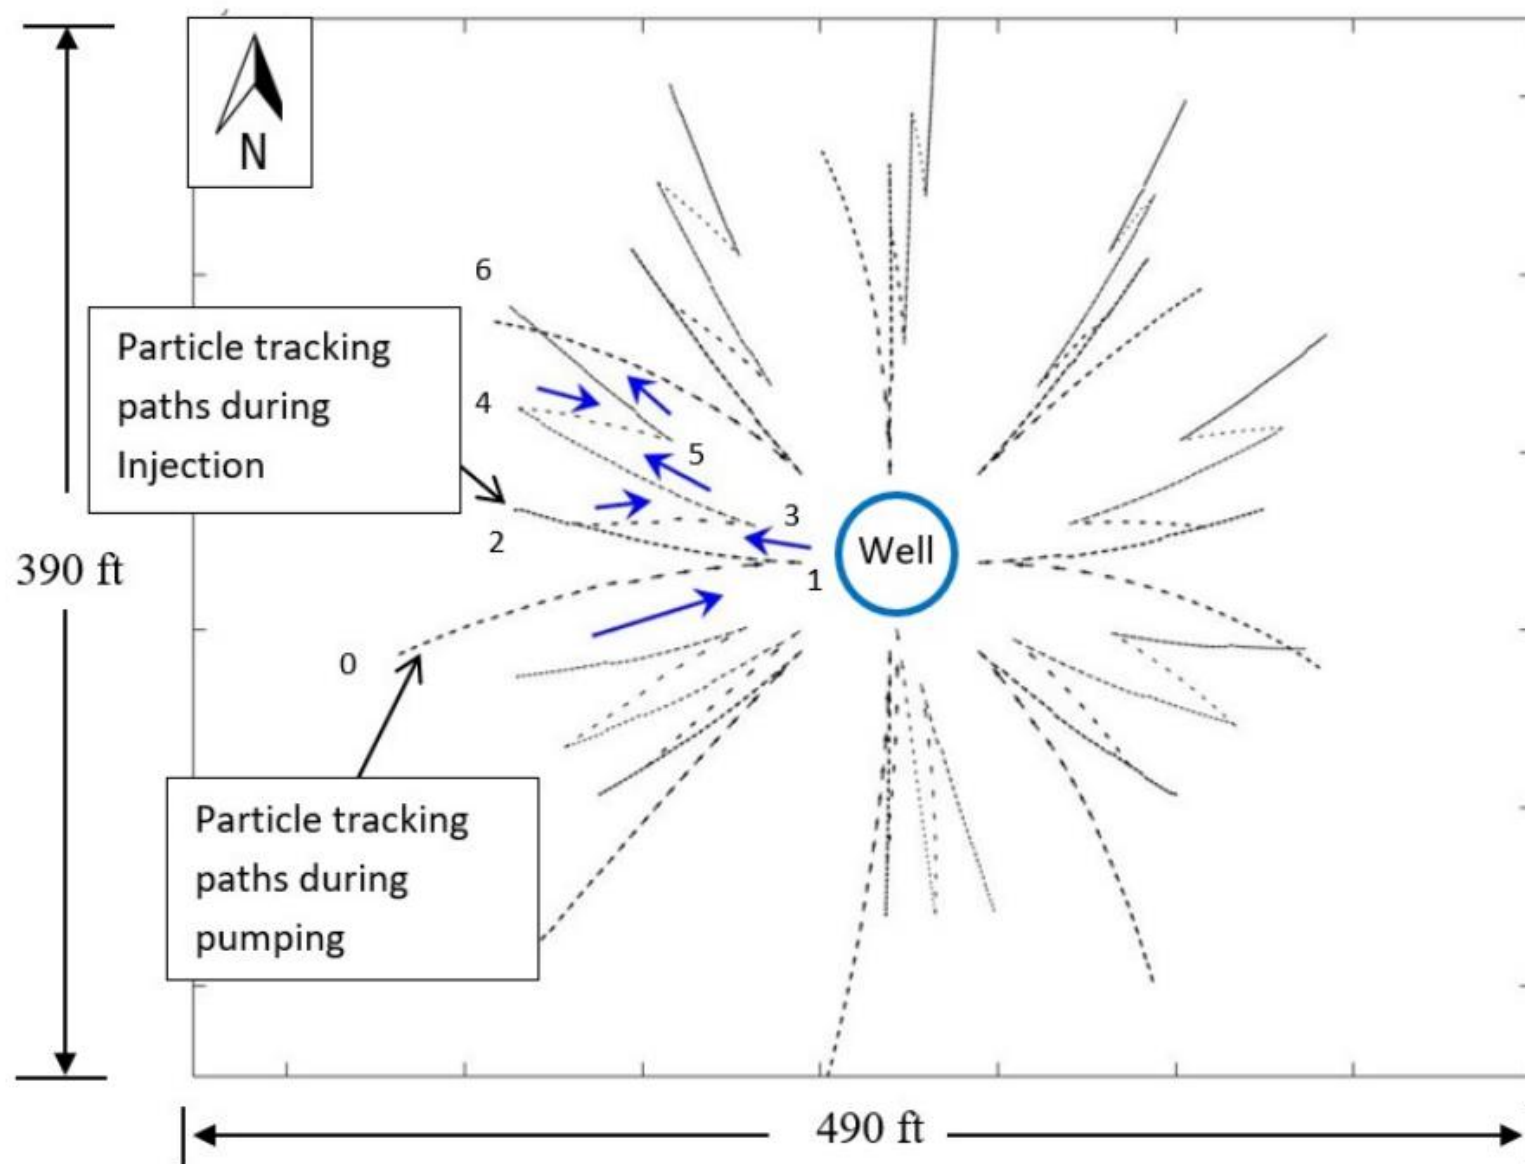 N
6
Particle tracking
paths during
Injection
4
5
3
2
Well
390 ft
1
0
Particle tracking
paths during
pumping
490 ft